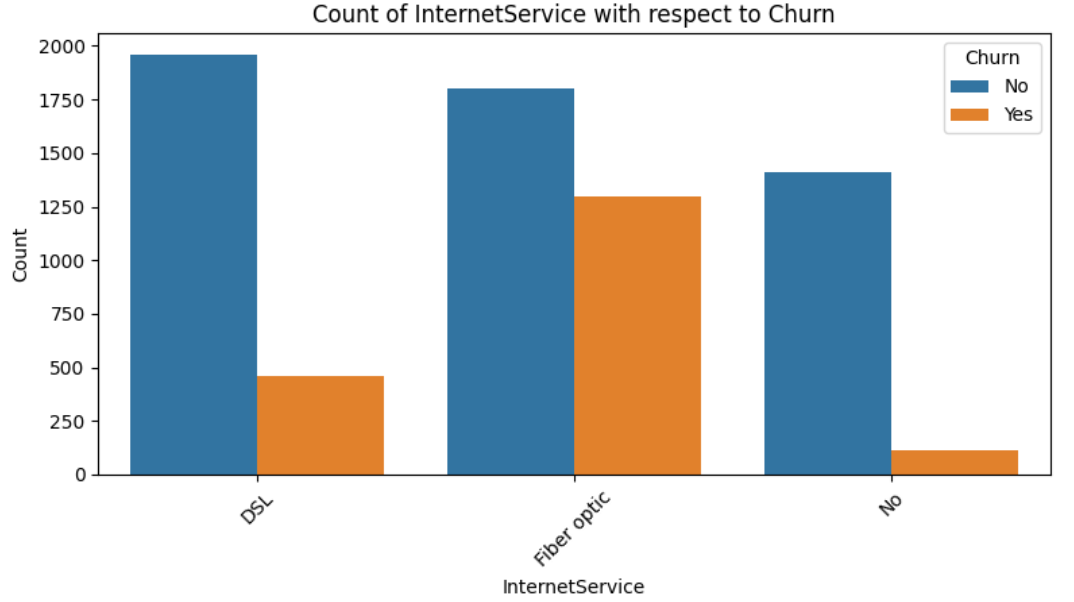 Count of InternetService with respect to Churn
Churn
No
Yes
2000
1750
1500
1250
1000
750
500
250
0
Count
DSL
Fiber optic
No
InternetService